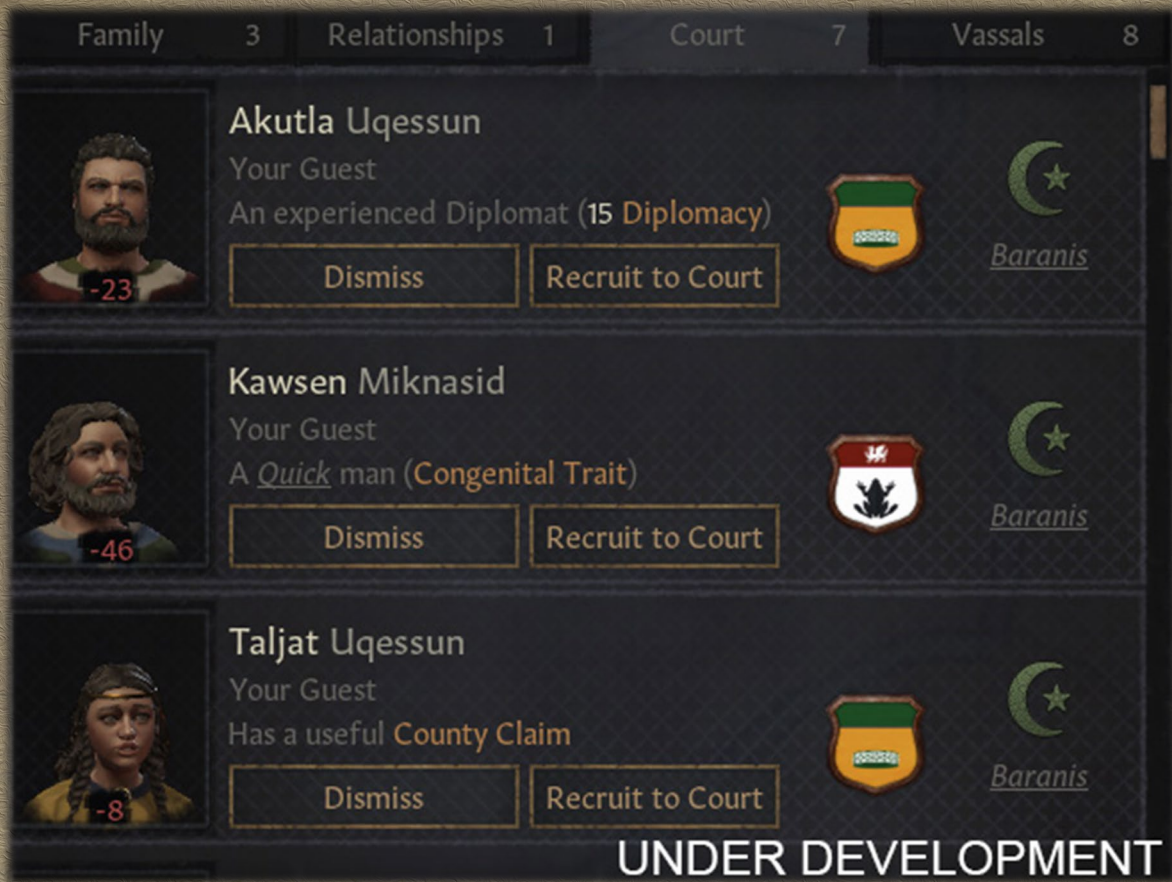 Family 3 Relationships 1 Court 7 Vassals 8
Akutla Uqessun
Your Guest
An experienced Diplomat (15 Diplomacy)
Dismiss Recruit to Court
-23
Baranis
Kawsen Miknasid
Your Guest
A Quick man (Congenital Trait)
Dismiss Recruit to Court
-46
Baranis
Taljat Uqessun
Your Guest
Has a useful County Claim
Dismiss Recruit to Court
-8
Baranis
UNDER DEVELOPMENT